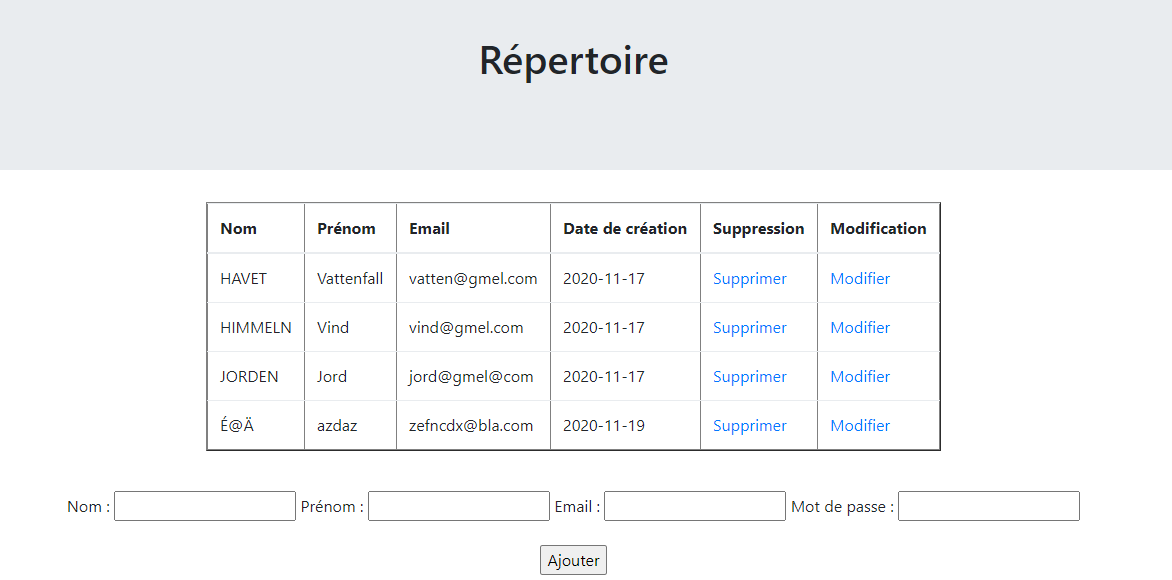 Répertoire
Nom Prénom Email Date de création Suppression Modification
HAVET Vattenfall vatten@gmel.com 2020-11-17 Supprimer Modifier
HIMMELN Vind vind@gmel.com 2020-11-17 Supprimer Modifier
JORDEN Jord jord@gmel@com 2020-11-17 Supprimer Modifier
É@Ä azdaz zefncdx@bla.com 2020-11-19 Supprimer Modifier
Nom : Prénom : Email : Mot de passe :
Ajouter